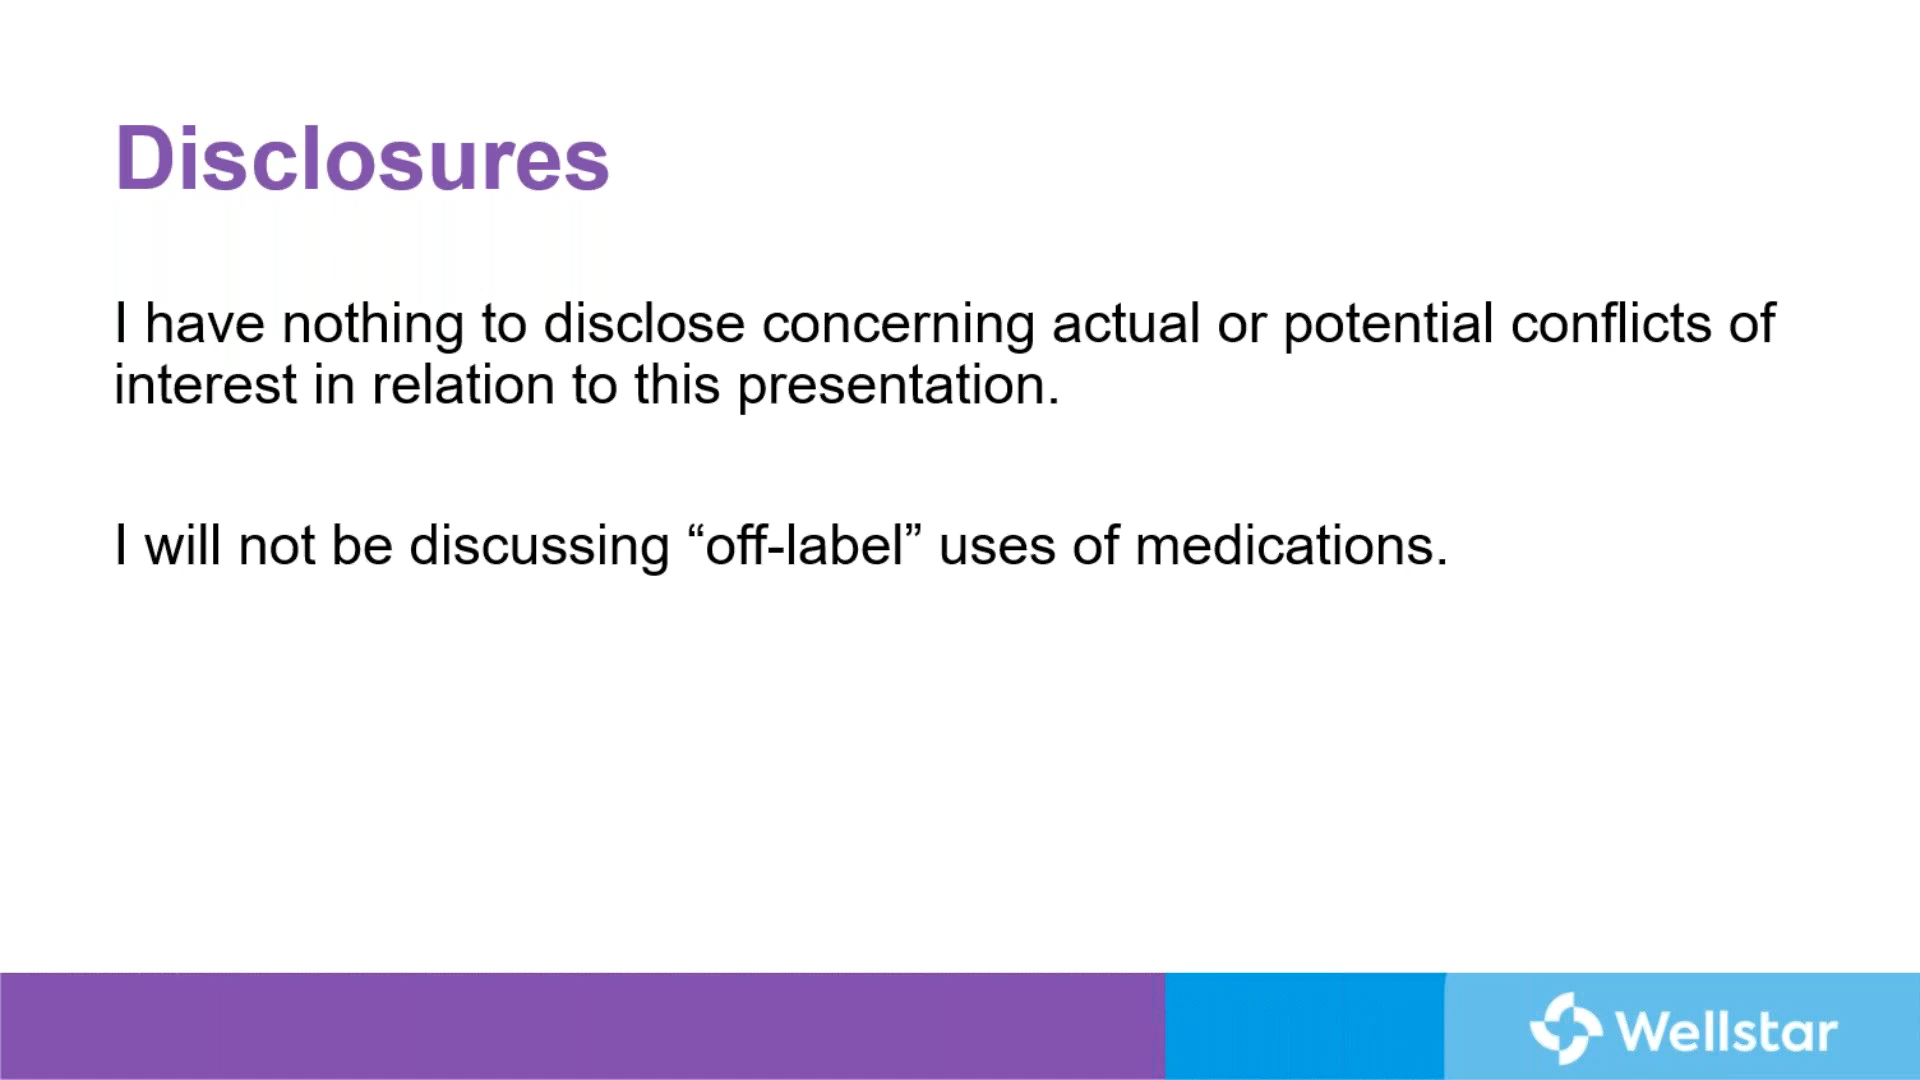 Disclosures
I have nothing to disclose concerning actual or potential conflicts of
interest in relation to this presentation.
I will not be discussing “off-label” uses of medications.
Wellstar